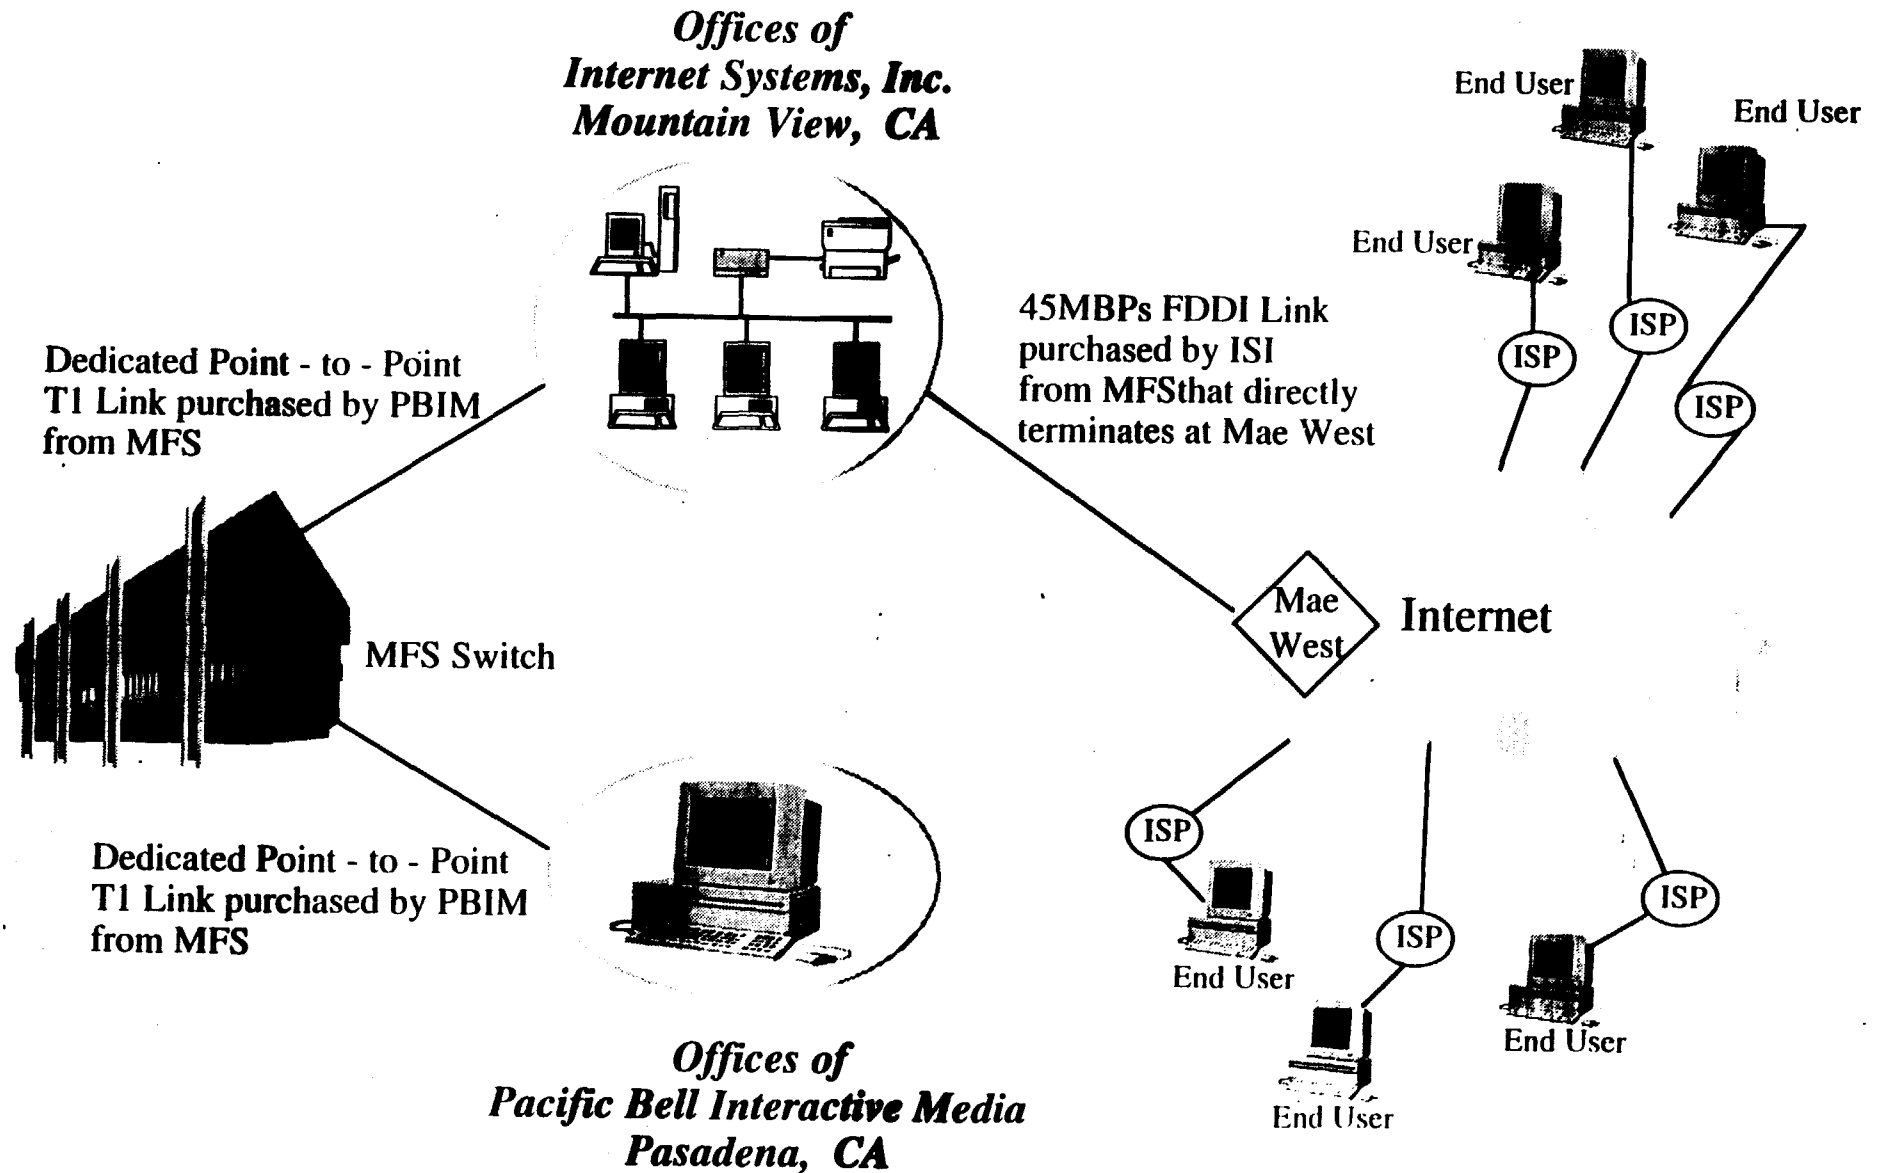 Offices of
Internet Systems, Inc.
Mountain View, CA
End User
End User
End User
45MBPs FDDI Link
purchased by ISI
from MFSthat directly
terminates at Mae West
ISP
ISP
ISP
Dedicated Point - to - Point
T1 Link purchased by PBIM
from MFS
MFS Switch
Mae
West
Internet
Dedicated Point - to - Point
T1 Link purchased by PBIM
from MFS
ISP
ISP
ISP
End User
End User
End User
Offices of
Pacific Bell Interactive Media
Pasadena, CA